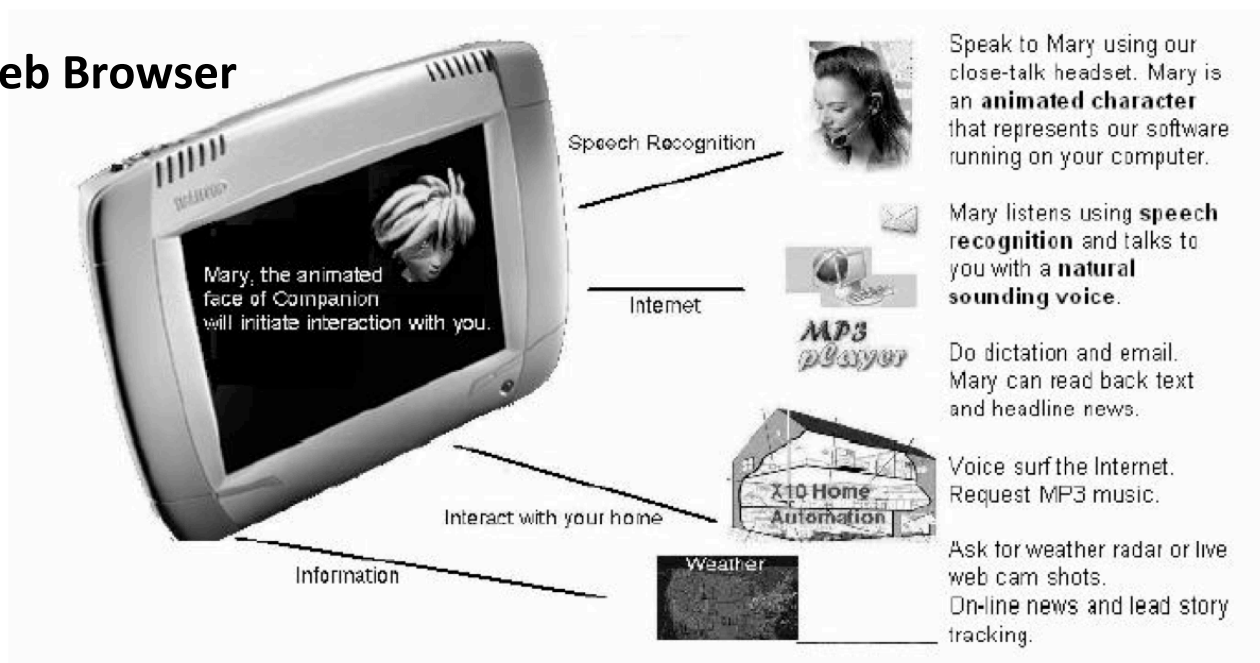 eb Browser
Mary, the animated
face of Companion
will initiate interaction with you.
Speech Recognition
Internet
Interact with your home
Information
MP3
player
X10 Home
Automation
Weather
Speak to Mary using our
close-talk headset. Mary is
an animated character
that represents our software
running on your computer.
Mary listens using speech
recognition and talks to
you with a natural
sounding voice.
Do dictation and email.
Mary can read back text
and headline news.
Voice surf the Internet.
Request MP3 music.
Ask for weather radar or live
web cam shots.
On-line news and lead story
tracking.